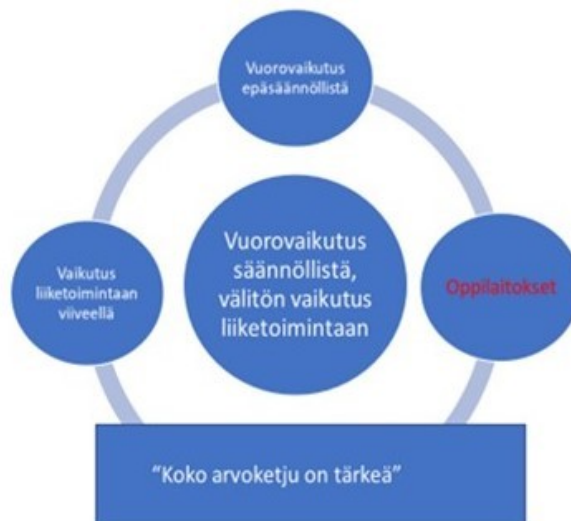 Vuorovaikutus
epäsäännöllistä
Vuorovaikutus
säännöllistä,
välitön vaikutus
liiketoimintaan
Vaikutus
liiketoimintaan
viiveellä
Oppilaitokset
”Koko arvoketju on tärkeä”